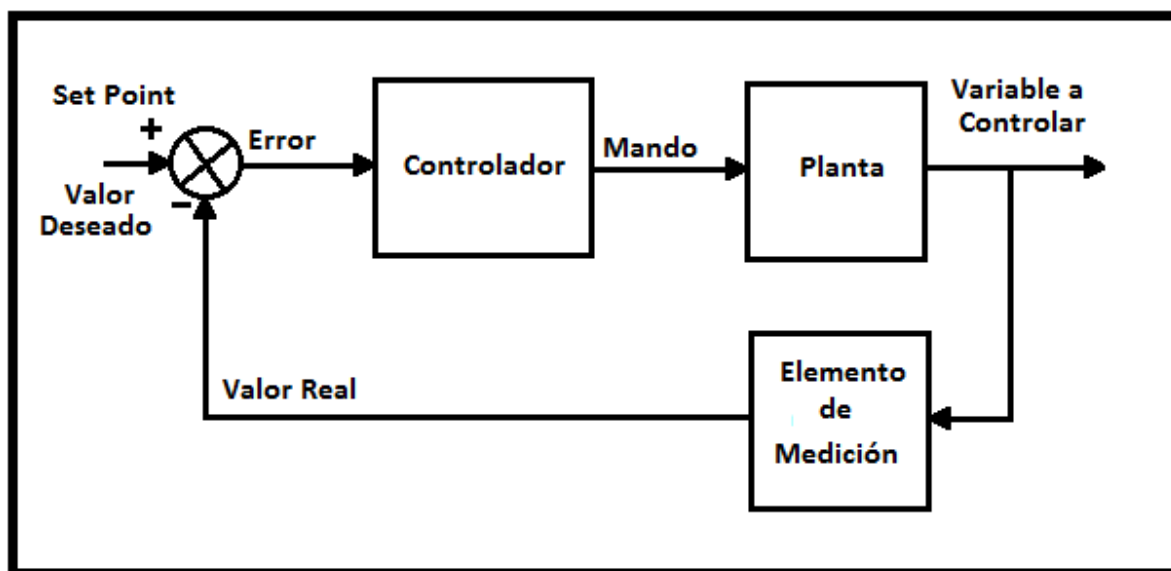 Set Point
+
Valor
Deseado
-
Error
Controlador
Mando
Planta
Variable a
Controlar
Valor Real
Elemento
de
Medición